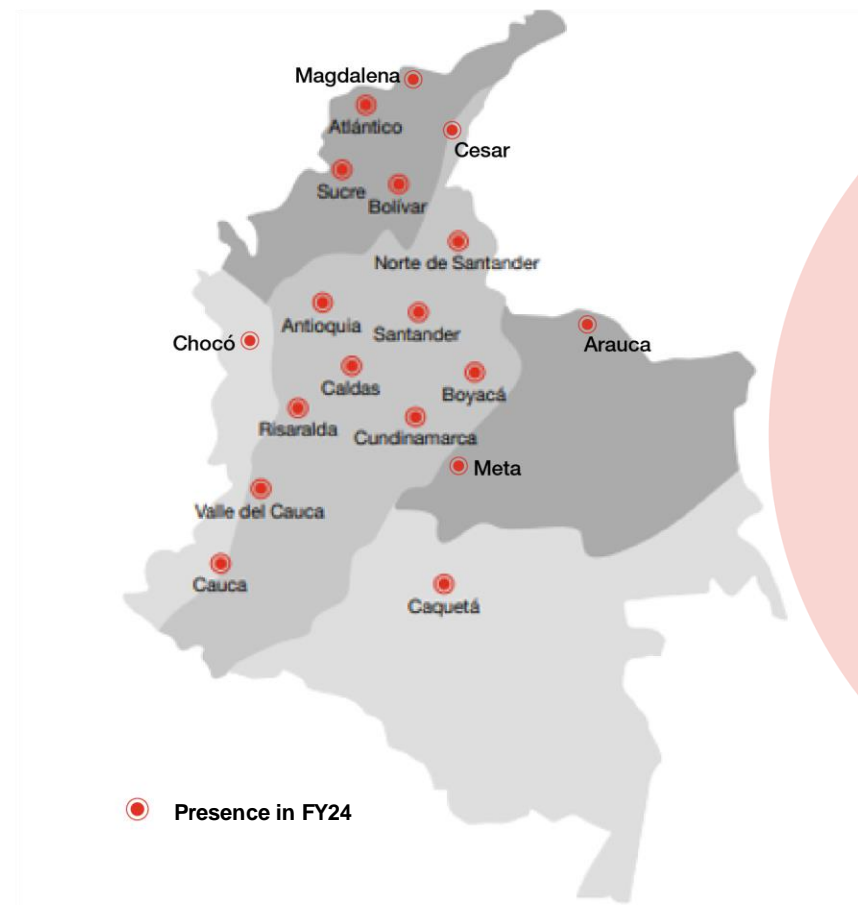 Magdalena
Atlántico
Cesar
Sucre
Bolívar
Norte de Santander
Antioquia
Santander
Chocó
Arauca
Caldas
Boyacá
Risaralda
Cundinamarca
Meta
Valle del Cauca
Cauca
Caquetá
Presence in FY24